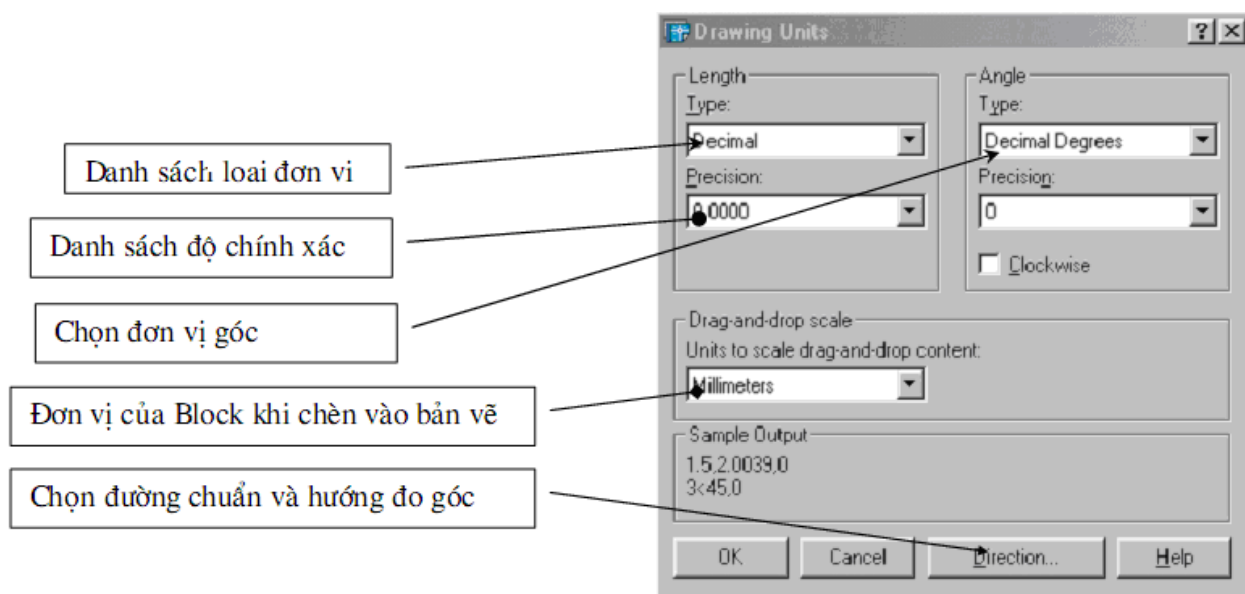 Drawing Units
Length
Type:
Decimal
Precision:
0.0000
Angle
Type:
Decimal Degrees
Precision:
0
Clockwise
Danh sách loai đơn vi
Danh sách độ chính xác
Chọn đơn vị góc
Đơn vị của Block khi chèn vào bản vẽ
Chọn đường chuẩn và hướng đo góc
Drag-and-drop scale
Units to scale drag-and-drop content:
Millimeters
Sample Output
1.5,2.0039,0
3<45,0
OK
Cancel
Direction...
Help